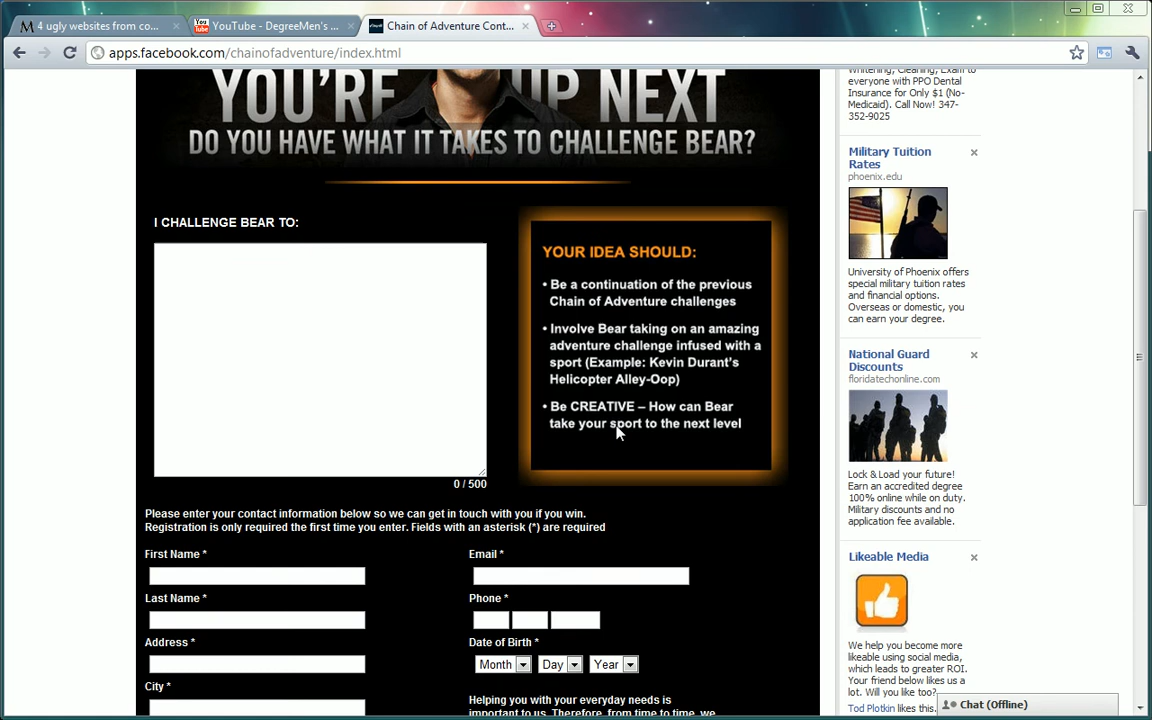 4 ugly websites from co...
YouTube - DegreeMen's ...
Chain of Adventure Cont...
apps.facebook.com/chainofadventure/index.html
YOU'RE UP NEXT
DO YOU HAVE WHAT IT TAKES TO CHALLENGE BEAR?
I CHALLENGE BEAR TO:
0 / 500
YOUR IDEA SHOULD:
• Be a continuation of the previous
Chain of Adventure challenges
• Involve Bear taking on an amazing
adventure challenge infused with a
sport (Example: Kevin Durant's
Helicopter Alley-Oop)
• Be CREATIVE – How can Bear
take your sport to the next level
Please enter your contact information below so we can get in touch with you if you win.
Registration is only required the first time you enter. Fields with an asterisk (*) are required
First Name *
Email *
Last Name *
Phone *
Address *
Date of Birth *
Month
Day
Year
City *
Helping you with your everyday needs is
important to us. Therefore, from time to time, we
Whitening, Cleaning, Exam to
everyone with PPO Dental
Insurance for Only $1 (No-
Medicaid). Call Now! 347-
352-9025
Military Tuition
Rates
phoenix.edu
University of Phoenix offers
special military tuition rates
and financial options.
Overseas or domestic, you
can earn your degree.
National Guard
Discounts
floridatechonline.com
Lock & Load your future!
Earn an accredited degree
100% online while on duty.
Military discounts and no
application fee available.
Likeable Media
We help you become more
likeable using social media,
which leads to greater ROI.
Your friend below likes us a
lot. Will you like too?
Tod Plotkin likes this.
Chat (Offline)